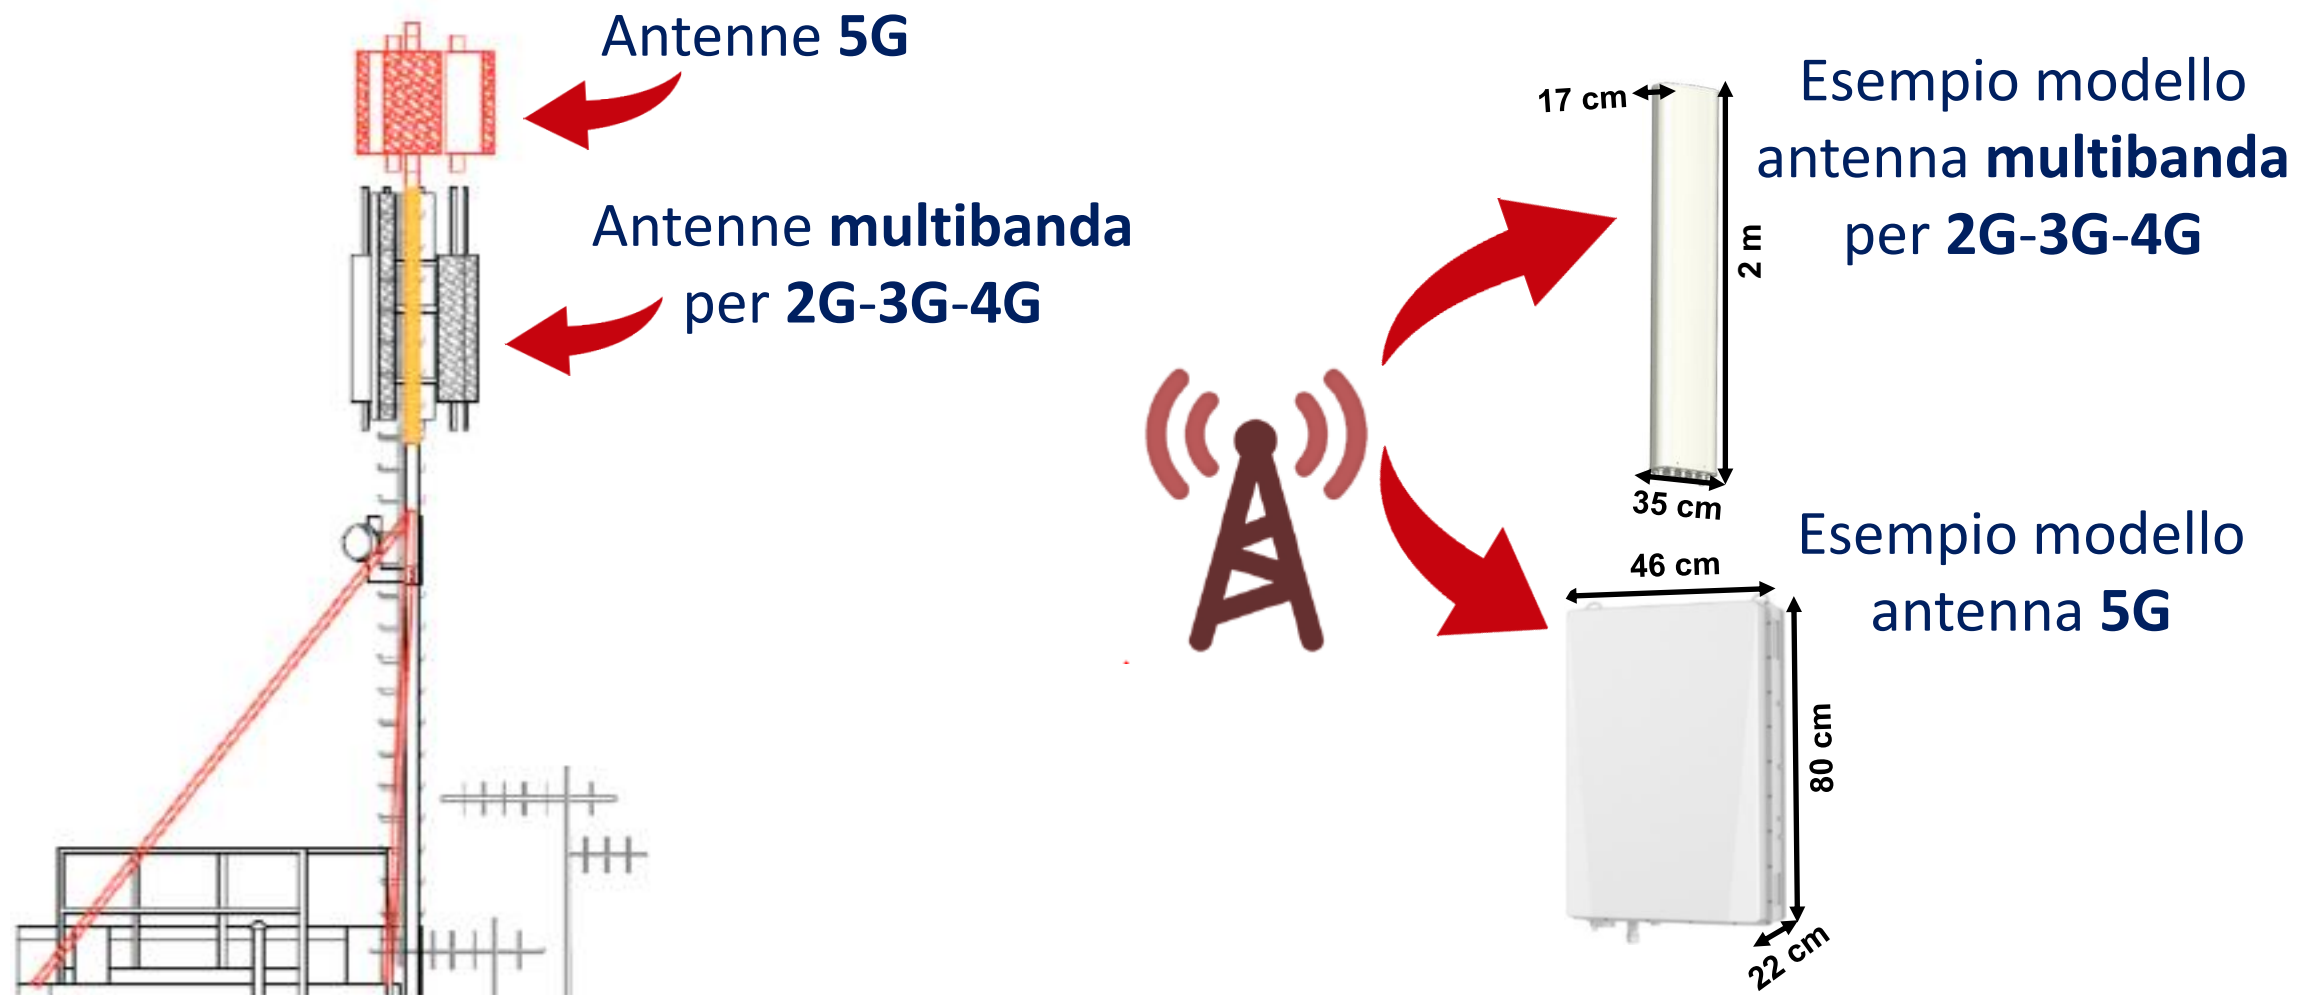 Antenne 5G
Antenne multibanda
per 2G-3G-4G
17 cm
2 m
35 cm
Esempio modello
antenna multibanda
per 2G-3G-4G
46 cm
80 cm
22 cm
Esempio modello
antenna 5G